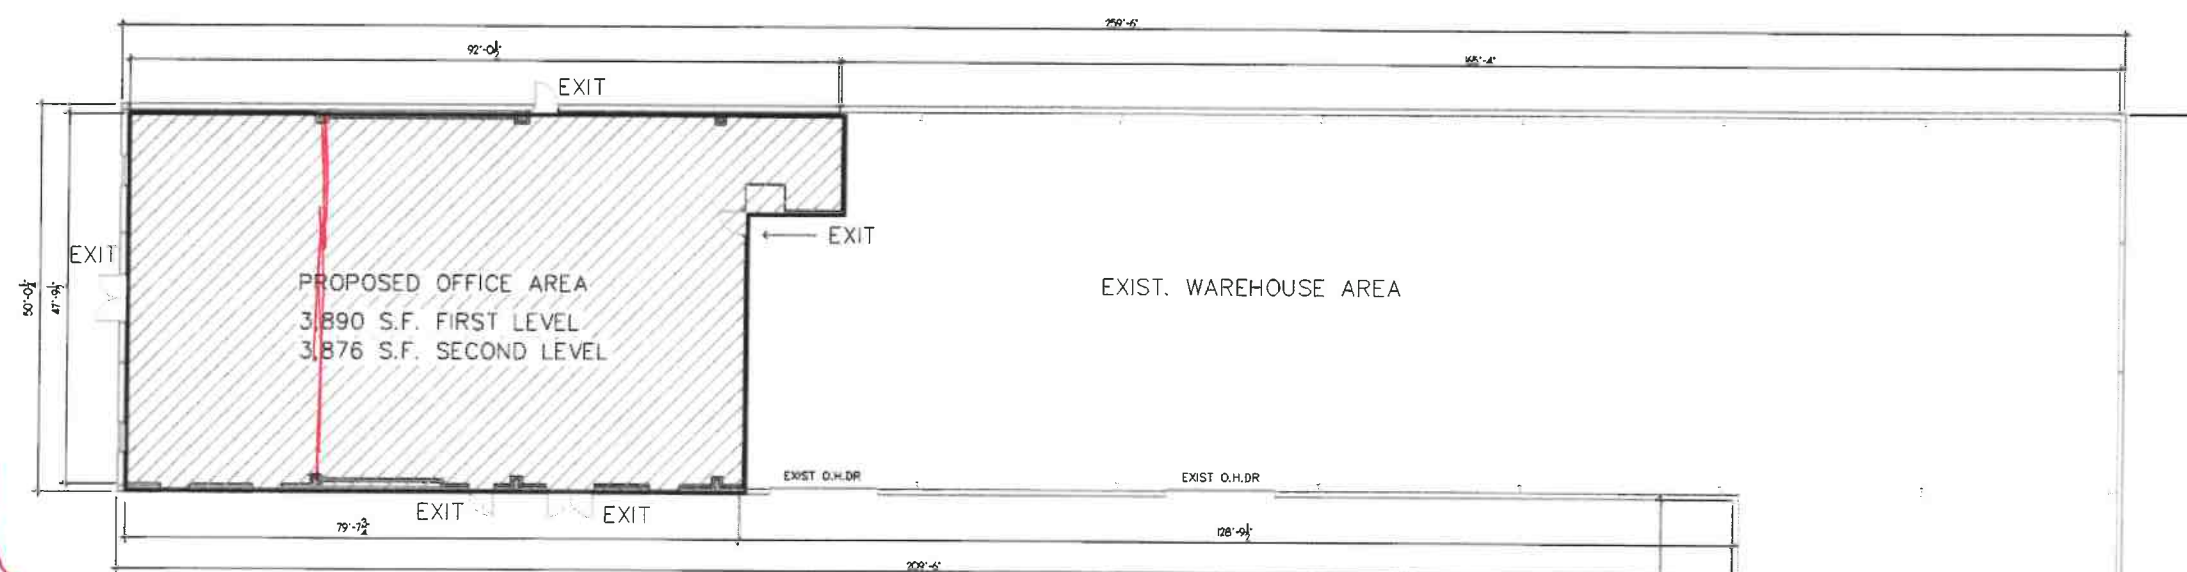 259'-6"
92'-0½"
165'-4"
EXIT
EXIT
EXIT
50'-0½"
47'-9½"
PROPOSED OFFICE AREA
3,890 S.F. FIRST LEVEL
3,876 S.F. SECOND LEVEL
EXIST. WAREHOUSE AREA
EXIST O.H.DR
EXIST O.H.DR
EXIT
EXIT
79'-7¾"
128'-9½"
209'-6"